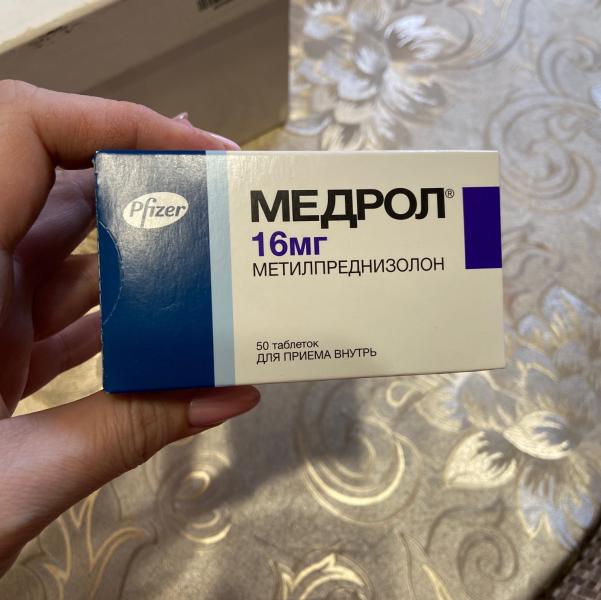 Pfizer
МЕДРОЛ®
16мг
МЕТИЛПРЕДНИЗОЛОН
50 таблеток
ДЛЯ ПРИЕМА ВНУТРЬ